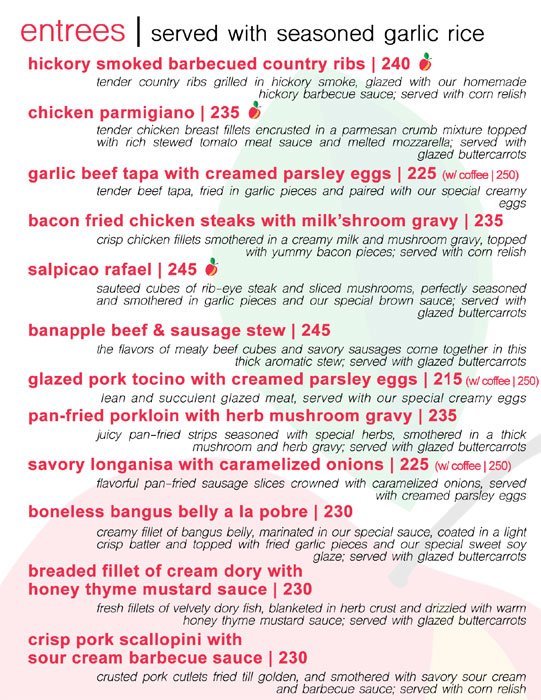 entrees | served with seasoned garlic rice
hickory smoked barbecued country ribs | 240
tender country ribs grilled in hickory smoke, glazed with our homemade
hickory barbecue sauce; served with corn relish
chicken parmigiano | 235
tender chicken breast fillets encrusted in a parmesan crumb mixture topped
with rich stewed tomato meat sauce and melted mozzarella; served with
glazed buttercarrots
garlic beef tapa with creamed parsley eggs | 225 (w/ coffee | 250)
tender beef tapa, fried in garlic pieces and paired with our special creamy
eggs
bacon fried chicken steaks with milk'shroom gravy | 235
crisp chicken fillets smothered in a creamy milk and mushroom gravy, topped
with yummy bacon pieces; served with corn relish
salpicao rafael | 245
sauteed cubes of rib-eye steak and sliced mushrooms, perfectly seasoned
and smothered in garlic pieces and our special brown sauce; served with
glazed buttercarrots
banapple beef & sausage stew | 245
the flavors of meaty beef cubes and savory sausages come together in this
thick aromatic stew; served with glazed buttercarrots
glazed pork tocino with creamed parsley eggs | 215 (w/ coffee | 250)
lean and succulent glazed meat, served with our special creamy eggs
pan-fried porkloin with herb mushroom gravy | 235
juicy pan-fried strips seasoned with special herbs, smothered in a thick
mushroom and herb gravy; served with glazed buttercarrots
savory longanisa with caramelized onions | 225 (w/ coffee | 250)
flavorful pan-fried sausage slices crowned with caramelized onions, served
with creamed parsley eggs
boneless bangus belly a la pobre | 230
creamy fillet of bangus belly, marinated in our special sauce, coated in a light
crisp batter and topped with fried garlic pieces and our special sweet soy
glaze; served with glazed buttercarrots
breaded fillet of cream dory with
honey thyme mustard sauce | 230
fresh fillets of velvety dory fish, blanketed in herb crust and drizzled with warm
honey thyme mustard sauce; served with glazed buttercarrots
crisp pork scallopini with
sour cream barbecue sauce | 230
crusted pork cutlets fried till golden, and smothered with savory sour cream
and barbecue sauce; served with corn relish